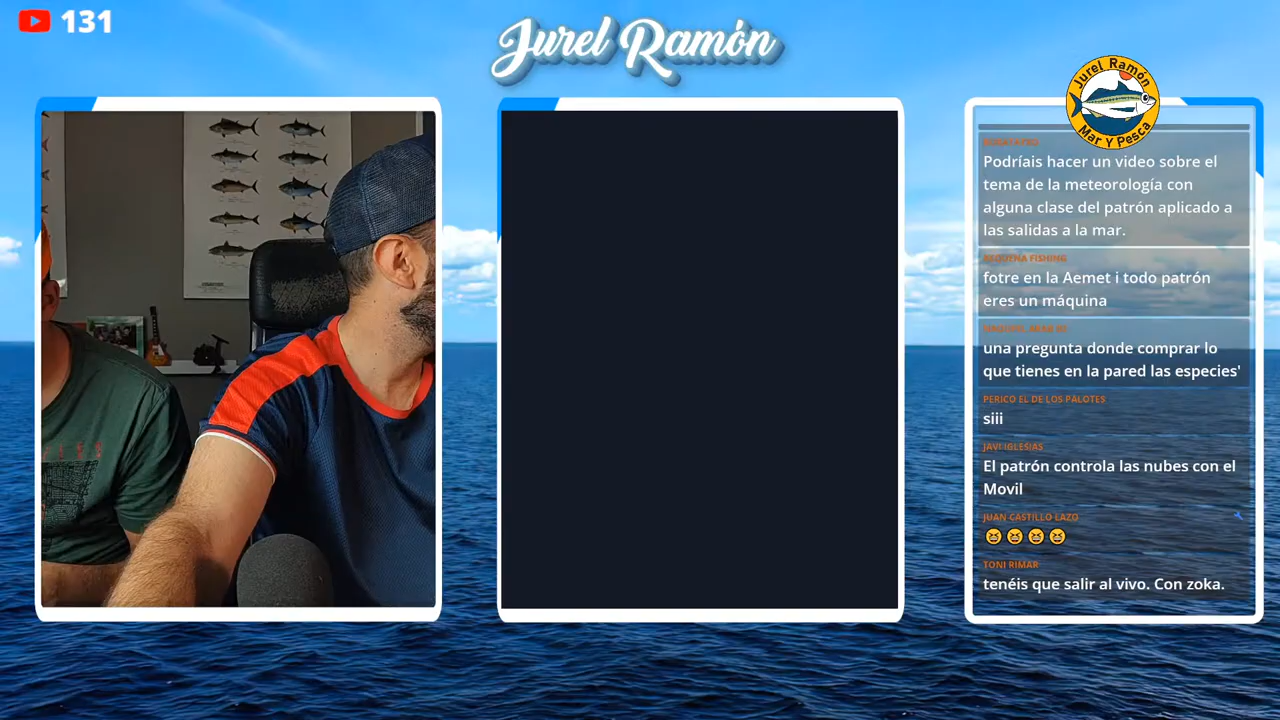 131
Jurel Ramón
Jurel Ramón
Mar Y Pesca
Podríais hacer un video sobre el
tema de la meteorología con
alguna clase del patrón aplicado a
las salidas a la mar.
FISHING
fotre en la Aemet i todo patrón
eres un máquina
una pregunta donde comprar lo
que tienes en la pared las especies'
PERICO EL DE LOS PALOTES
siii
JAVI IGLESIAS
El patrón controla las nubes con el
Movil
JUAN CASTILLO LAZO
TONI RIMAR
tenéis que salir al vivo. Con zoka.